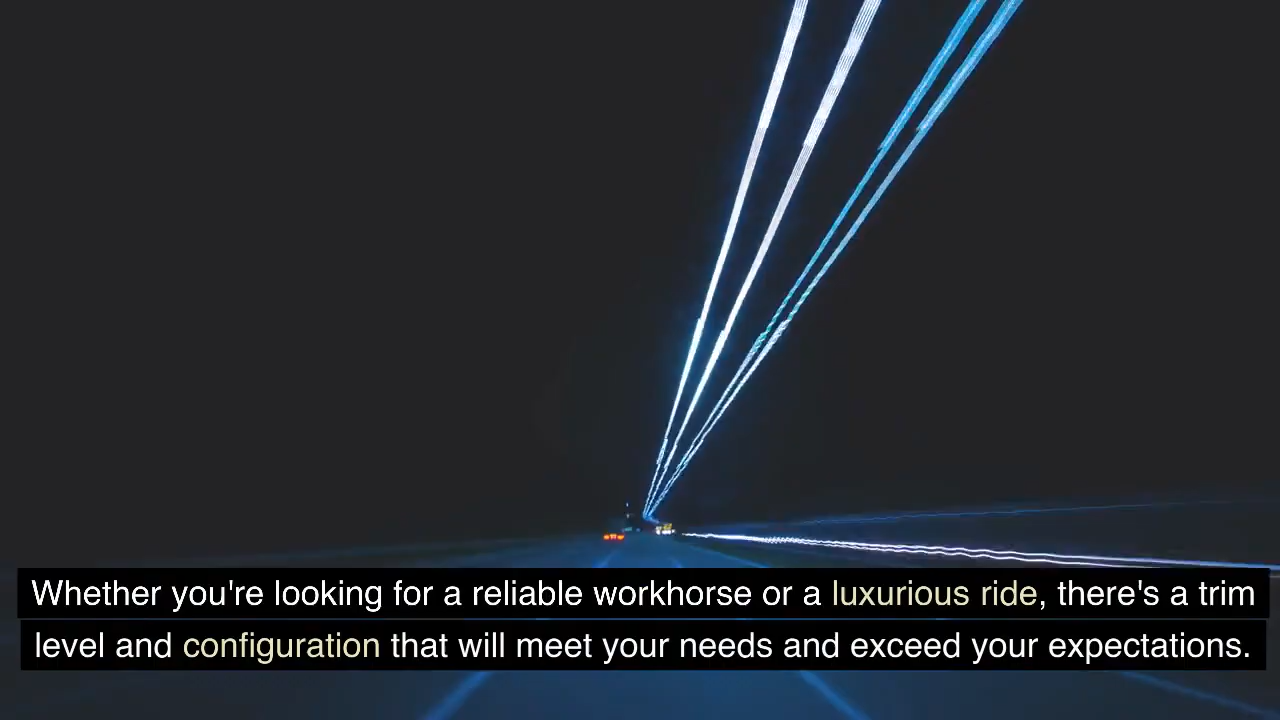 Whether you're looking for a reliable workhorse or a luxurious ride, there's a trim
level and configuration that will meet your needs and exceed your expectations.